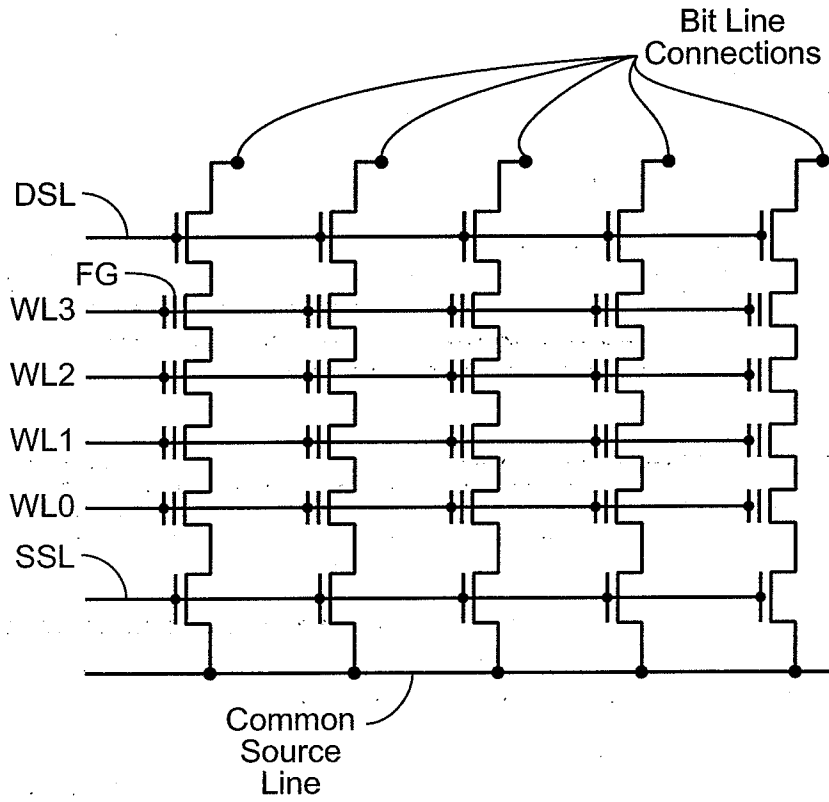 Bit Line
Connections
DSL
FG
WL3
WL2
WL1
WL0
SSL
Common
Source
Line